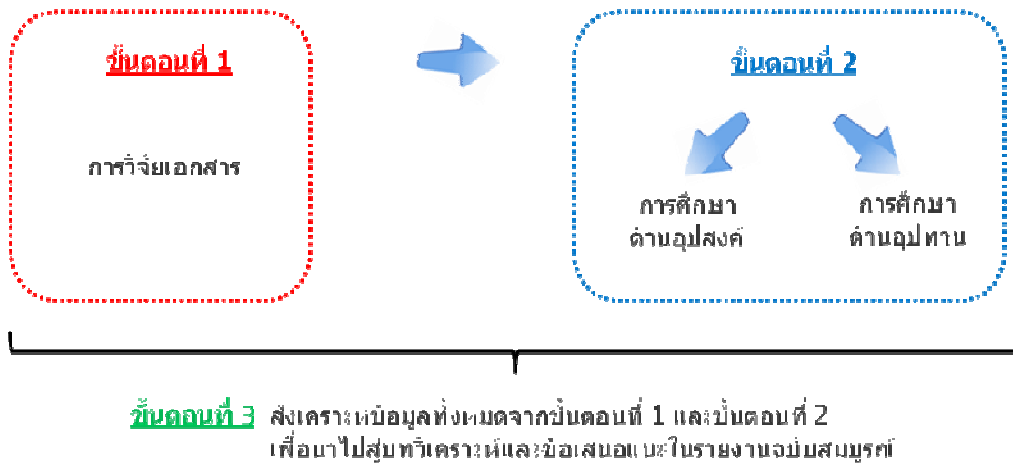 ขั้นตอนที่ 1
การวิจัยเอกสาร
ขั้นตอนที่ 2
การศึกษา
ด้านอุปสงค์
การศึกษา
ด้านอุปทาน
ขั้นตอนที่ 3 สังเคราะห์ข้อมูลทั้งหมดจากขั้นตอนที่ 1 และขั้นตอนที่ 2
เพื่อนำไปสู่บทวิเคราะห์และข้อเสนอแนะในรายงานฉบับสมบูรณ์